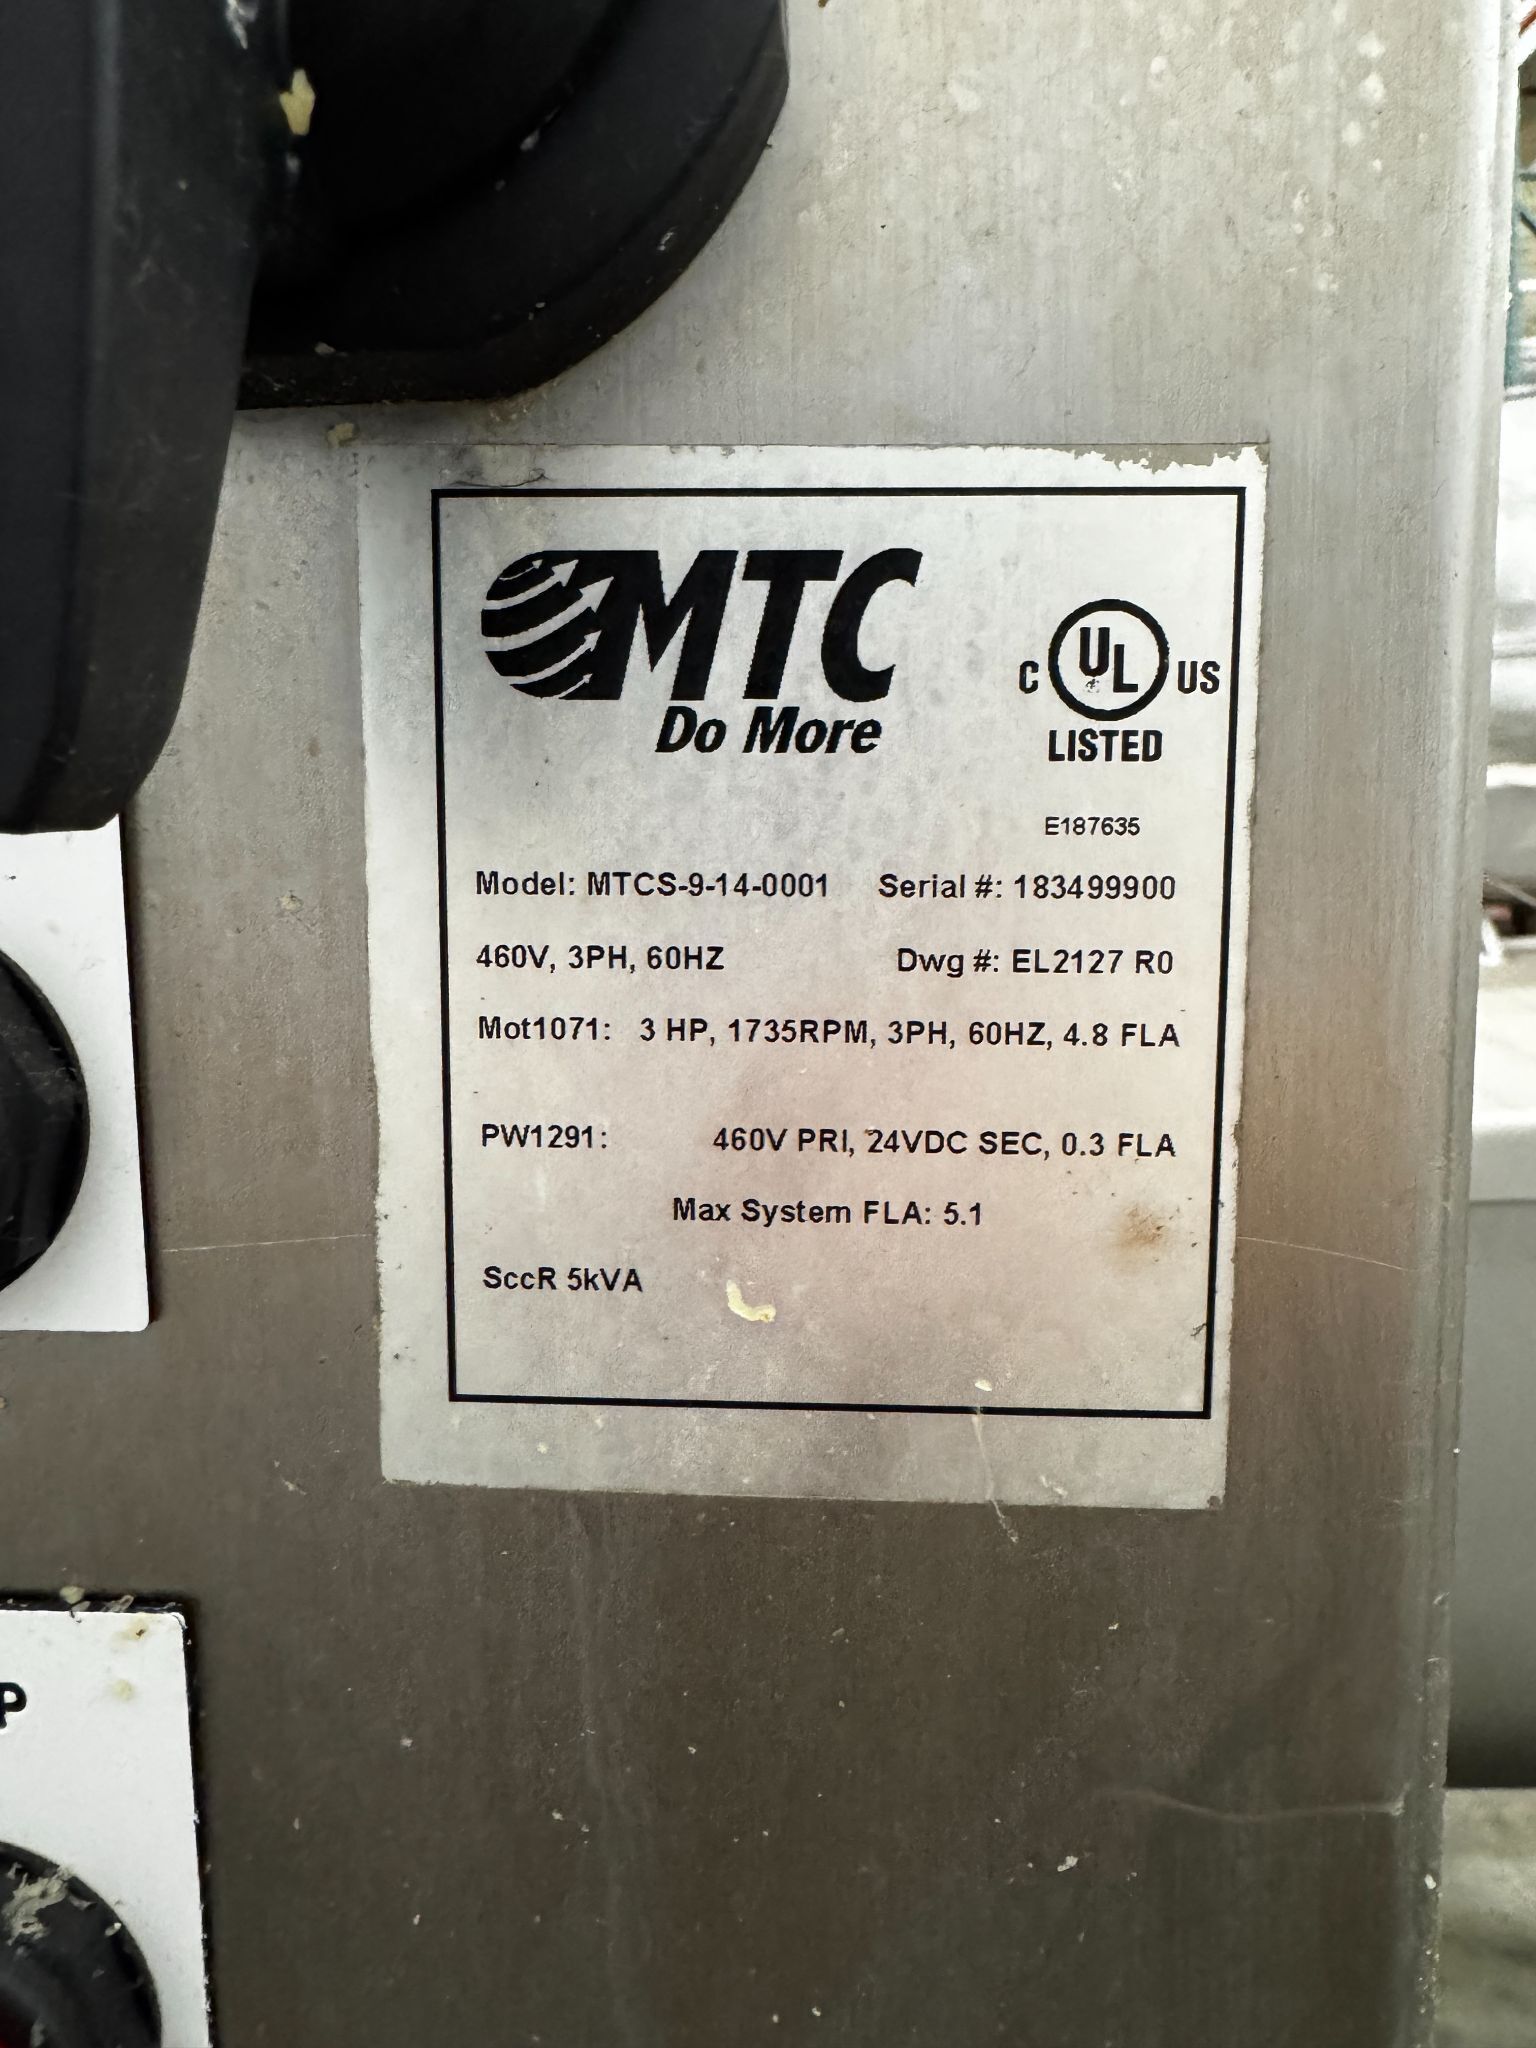 MTC
Do More
C UL US
LISTED
E187635
Model: MTCS-9-14-0001 Serial #: 183499900
460V, 3PH, 60HZ Dwg #: EL2127 R0
Mot1071: 3 HP, 1735RPM, 3PH, 60HZ, 4.8 FLA
PW1291: 460V PRI, 24VDC SEC, 0.3 FLA
Max System FLA: 5.1
SccR 5kVA
P